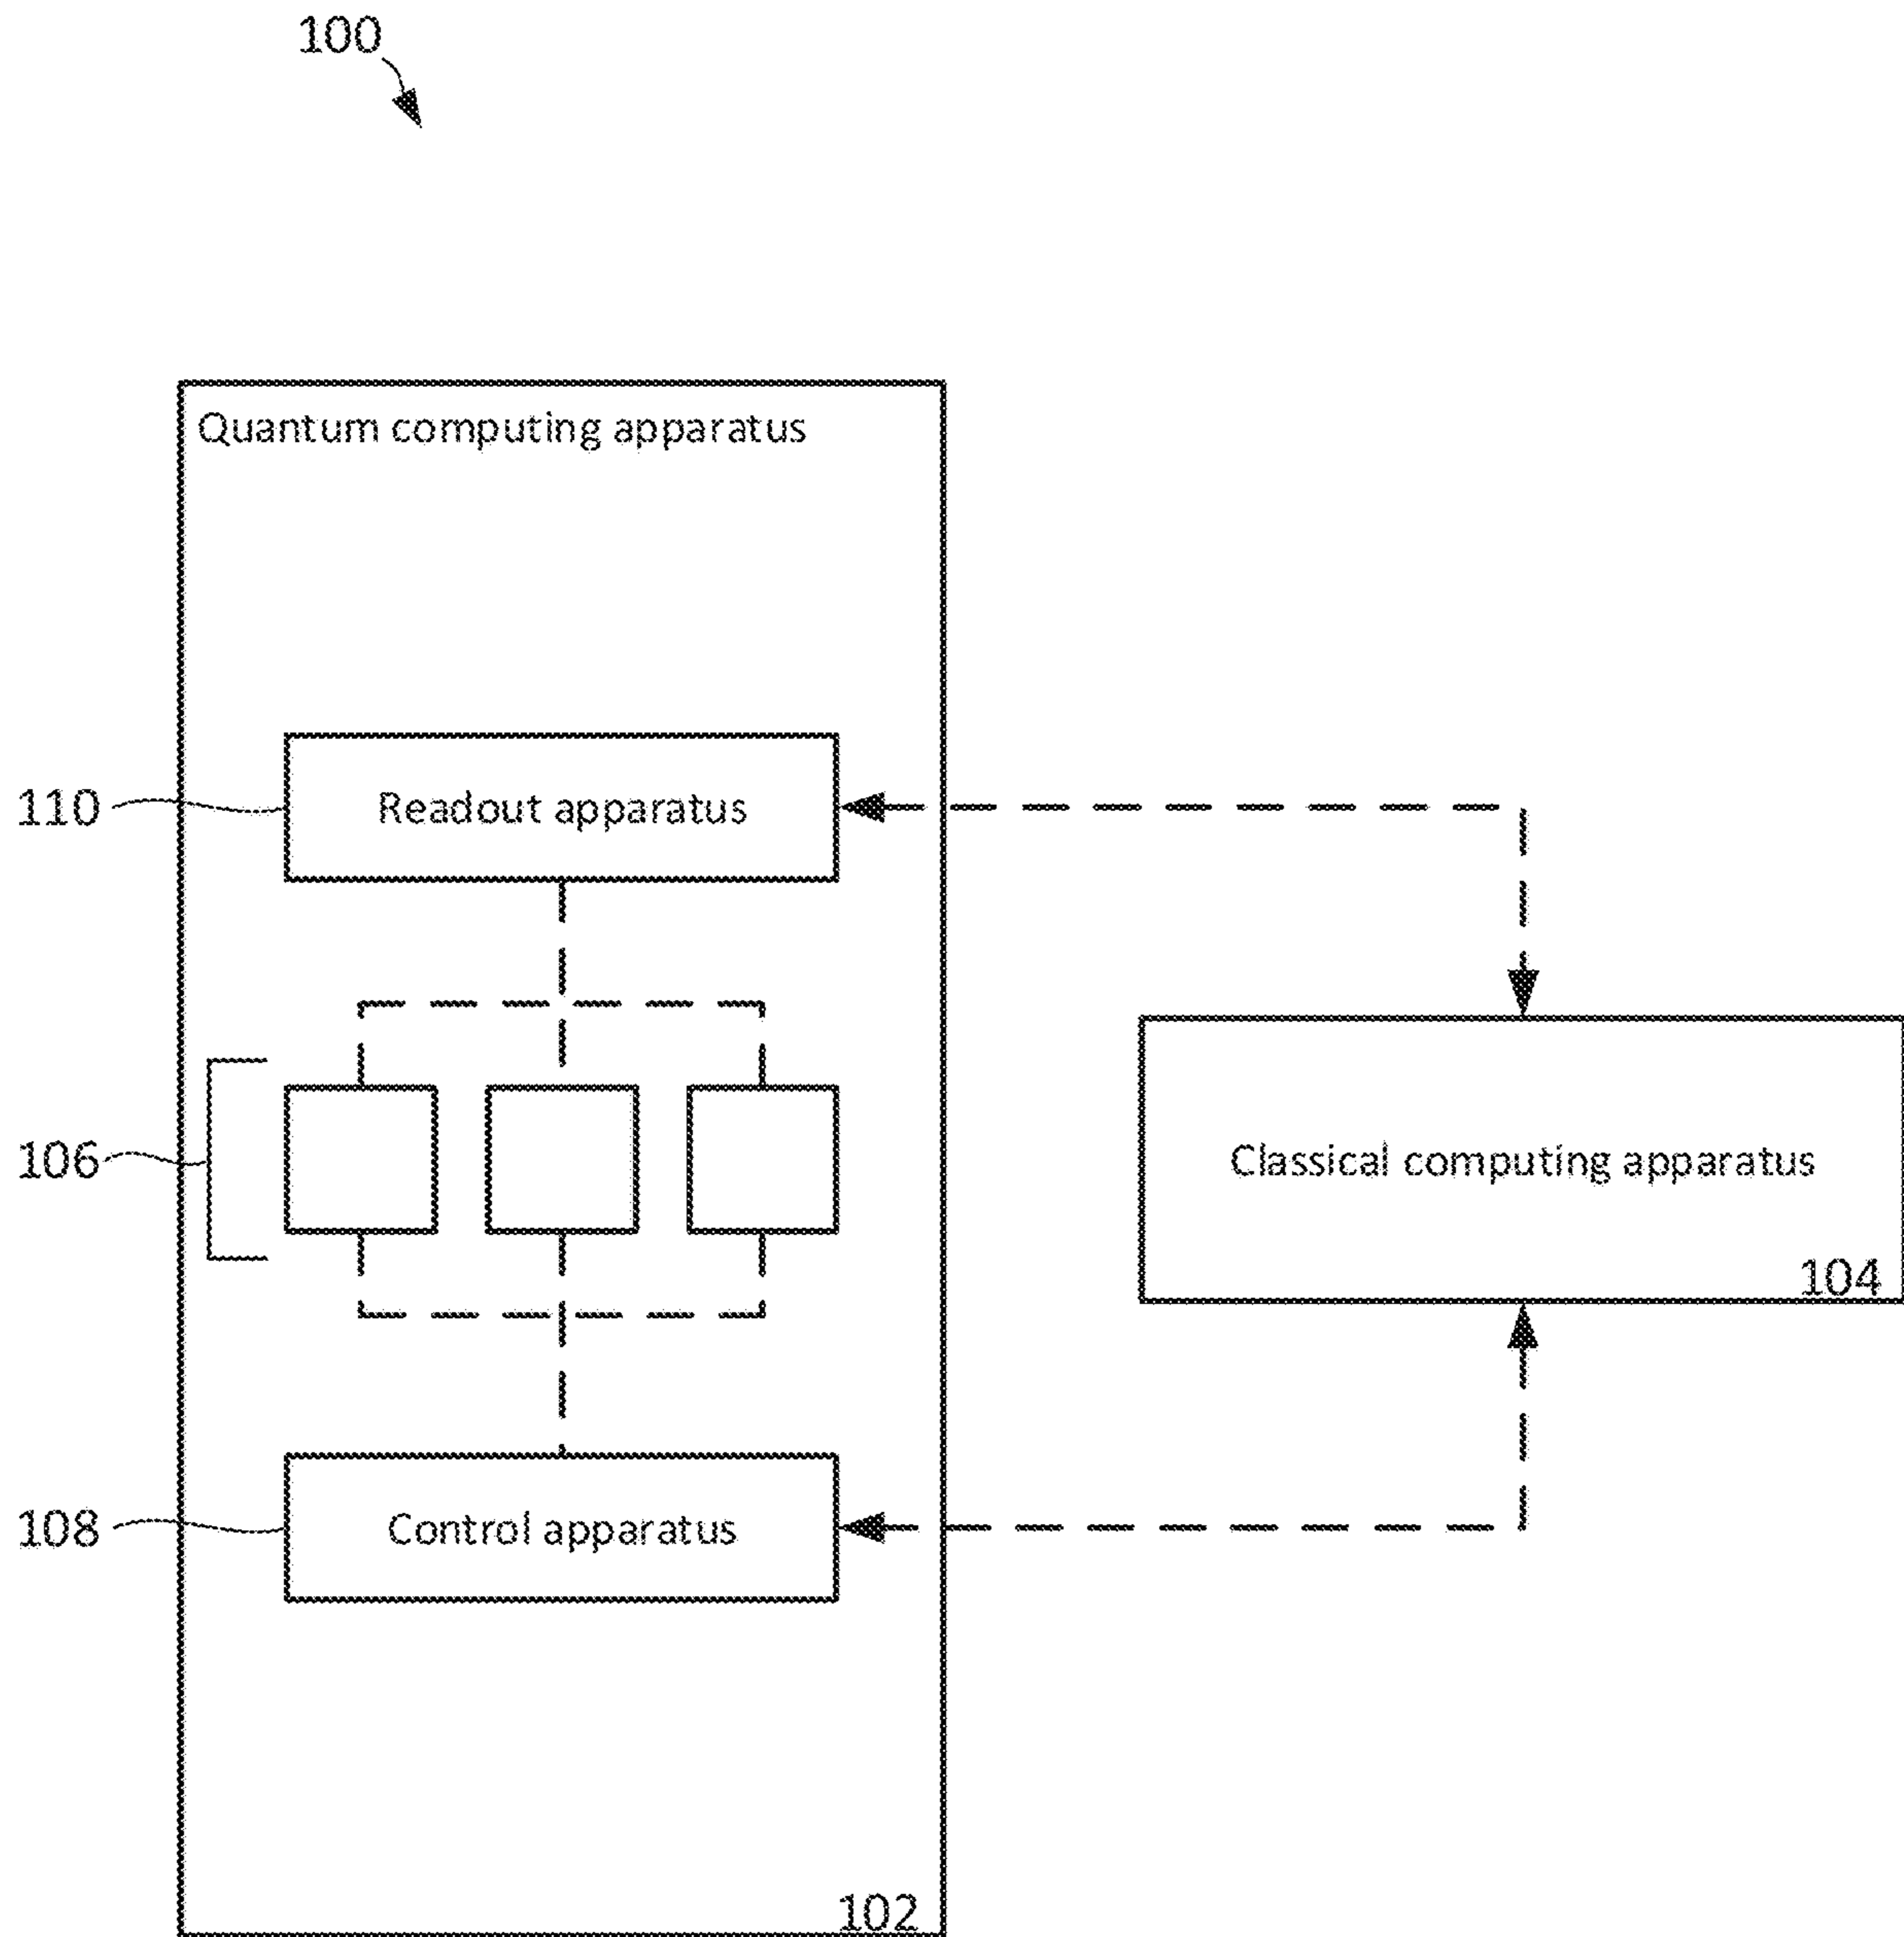 100
Quantum computing apparatus
110
Readout apparatus
106
Classical computing apparatus
104
108
Control apparatus
102